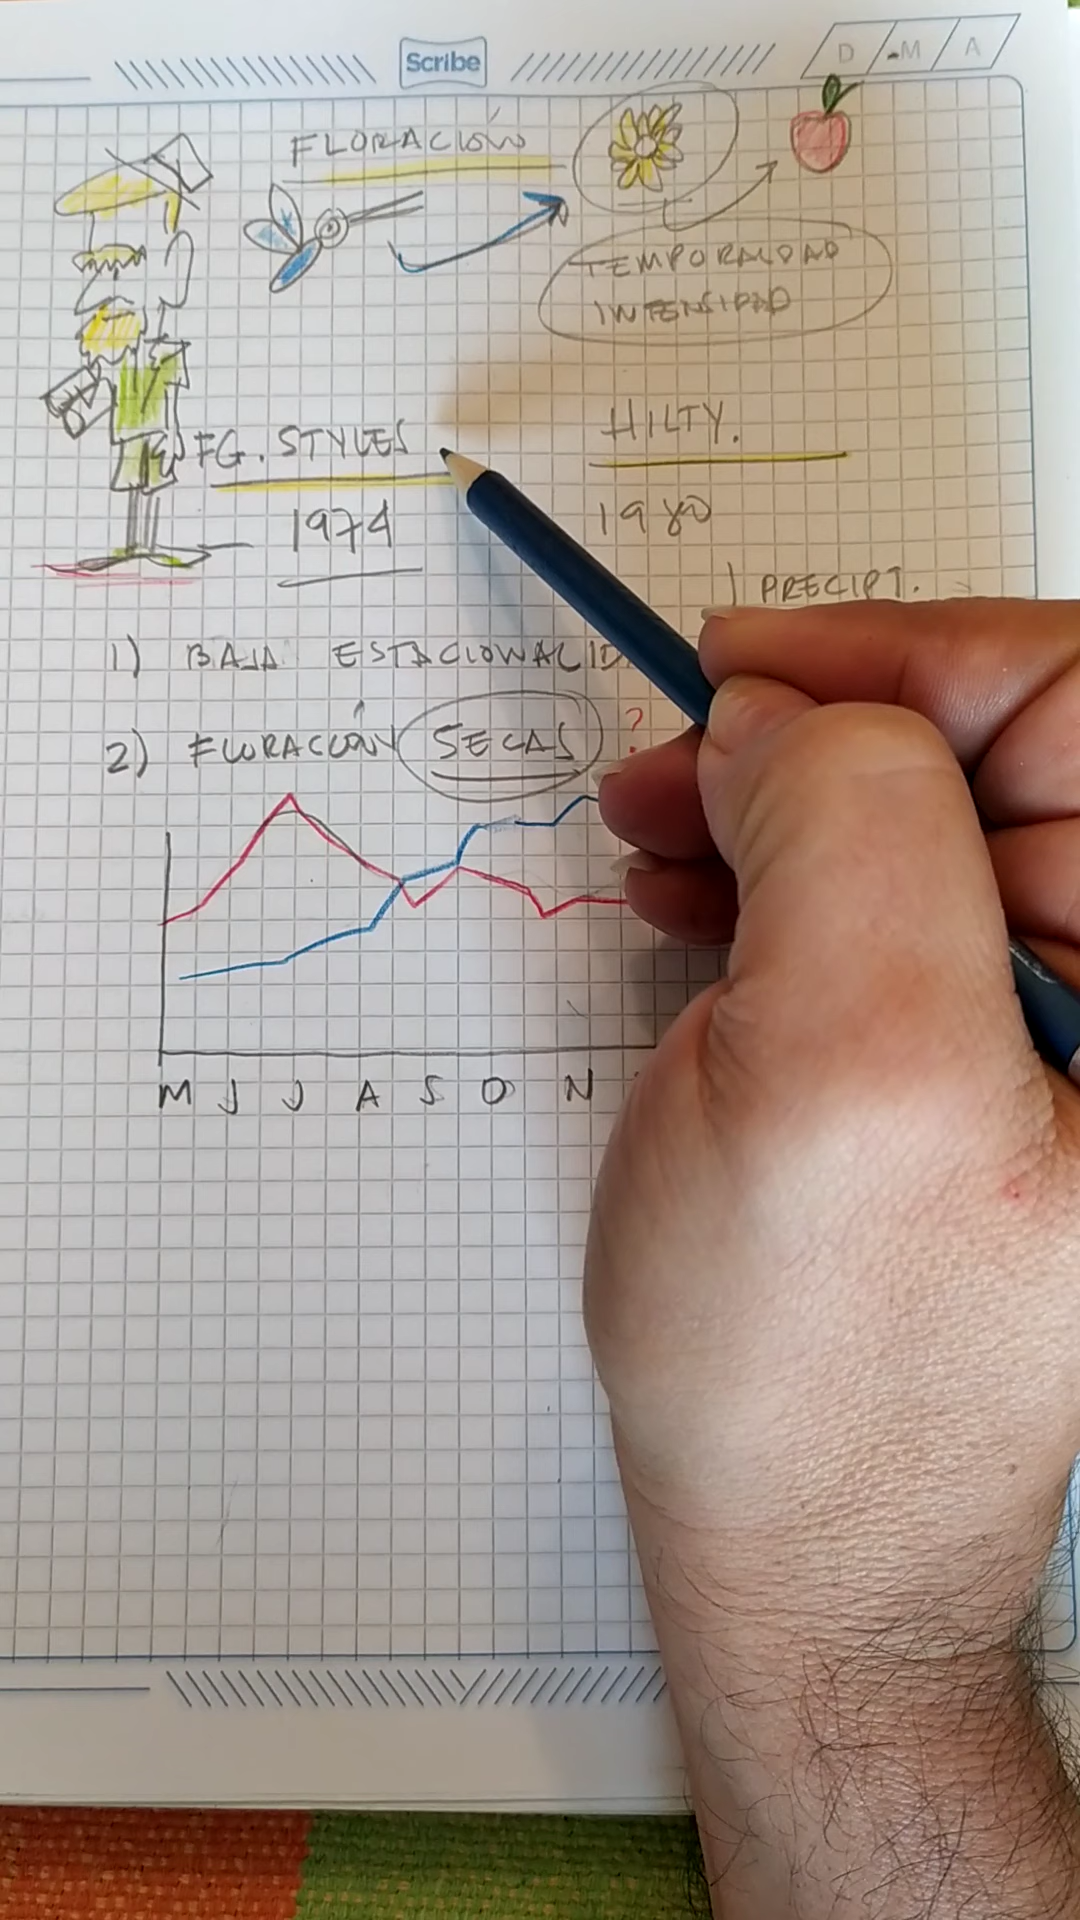 Scribe
D M A
FLORACIÓN
TEMPORALIDAD
INTENSIDAD
FG. STYLES
HILTY.
1974
1980
PRECIPT.
1) BAJA ESTACIONALID
2) FLORACIÓN SECAS ?
M J J A S O N